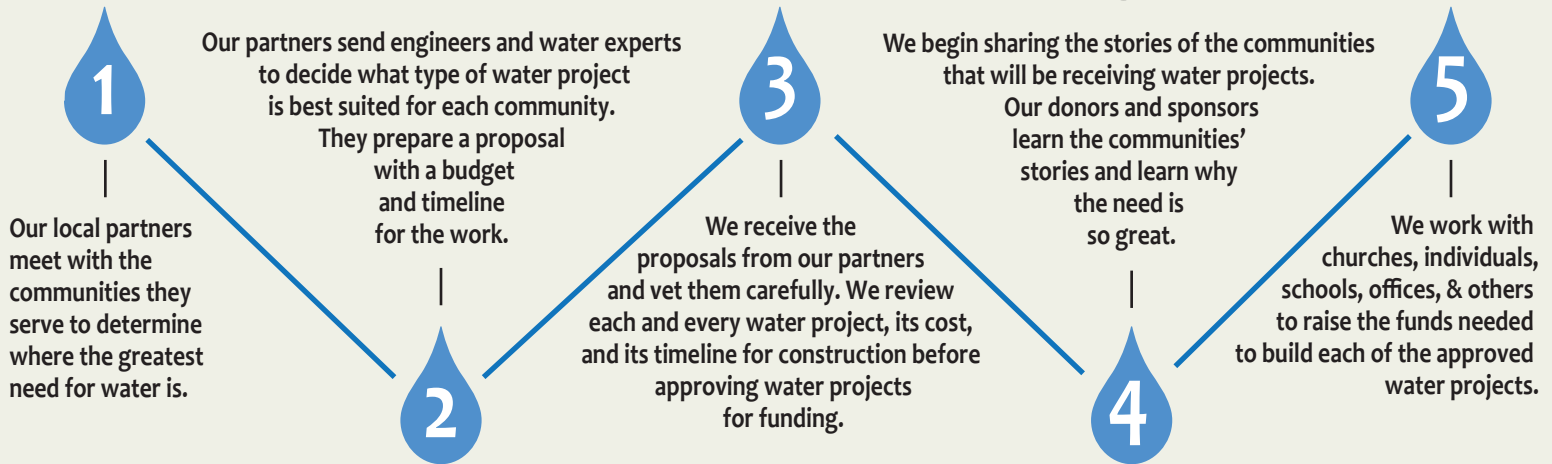 1
Our local partners
meet with the
communities they
serve to determine
where the greatest
need for water is.
Our partners send engineers and water experts
to decide what type of water project
is best suited for each community.
They prepare a proposal
with a budget
and timeline
for the work.
2
3
We receive the
proposals from our partners
and vet them carefully. We review
each and every water project, its cost,
and its timeline for construction before
approving water projects
for funding.
We begin sharing the stories of the communities
that will be receiving water projects.
Our donors and sponsors
learn the communities’
stories and learn why
the need is
so great.
4
5
We work with
churches, individuals,
schools, offices, & others
to raise the funds needed
to build each of the approved
water projects.